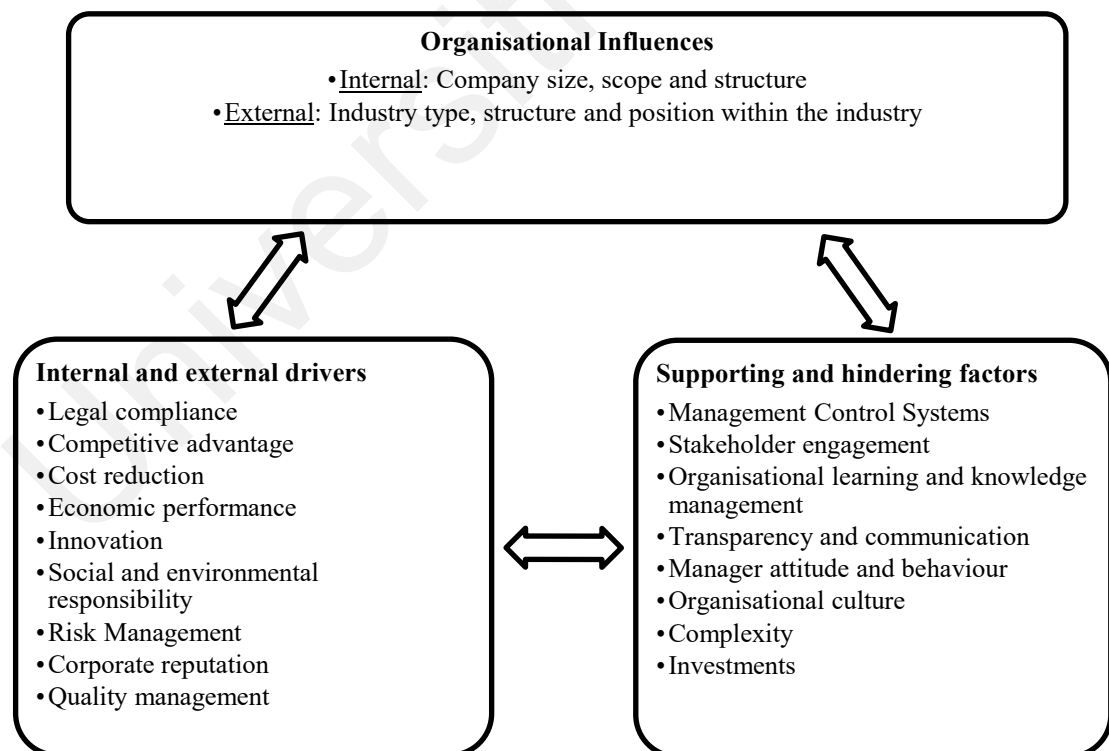 Organisational Influences
•Internal: Company size, scope and structure
•External: Industry type, structure and position within the industry
Internal and external drivers
•Legal compliance
•Competitive advantage
•Cost reduction
•Economic performance
•Innovation
•Social and environmental
responsibility
•Risk Management
•Corporate reputation
•Quality management
Supporting and hindering factors
•Management Control Systems
•Stakeholder engagement
•Organisational learning and knowledge
management
•Transparency and communication
•Manager attitude and behaviour
•Organisational culture
•Complexity
•Investments
Universit